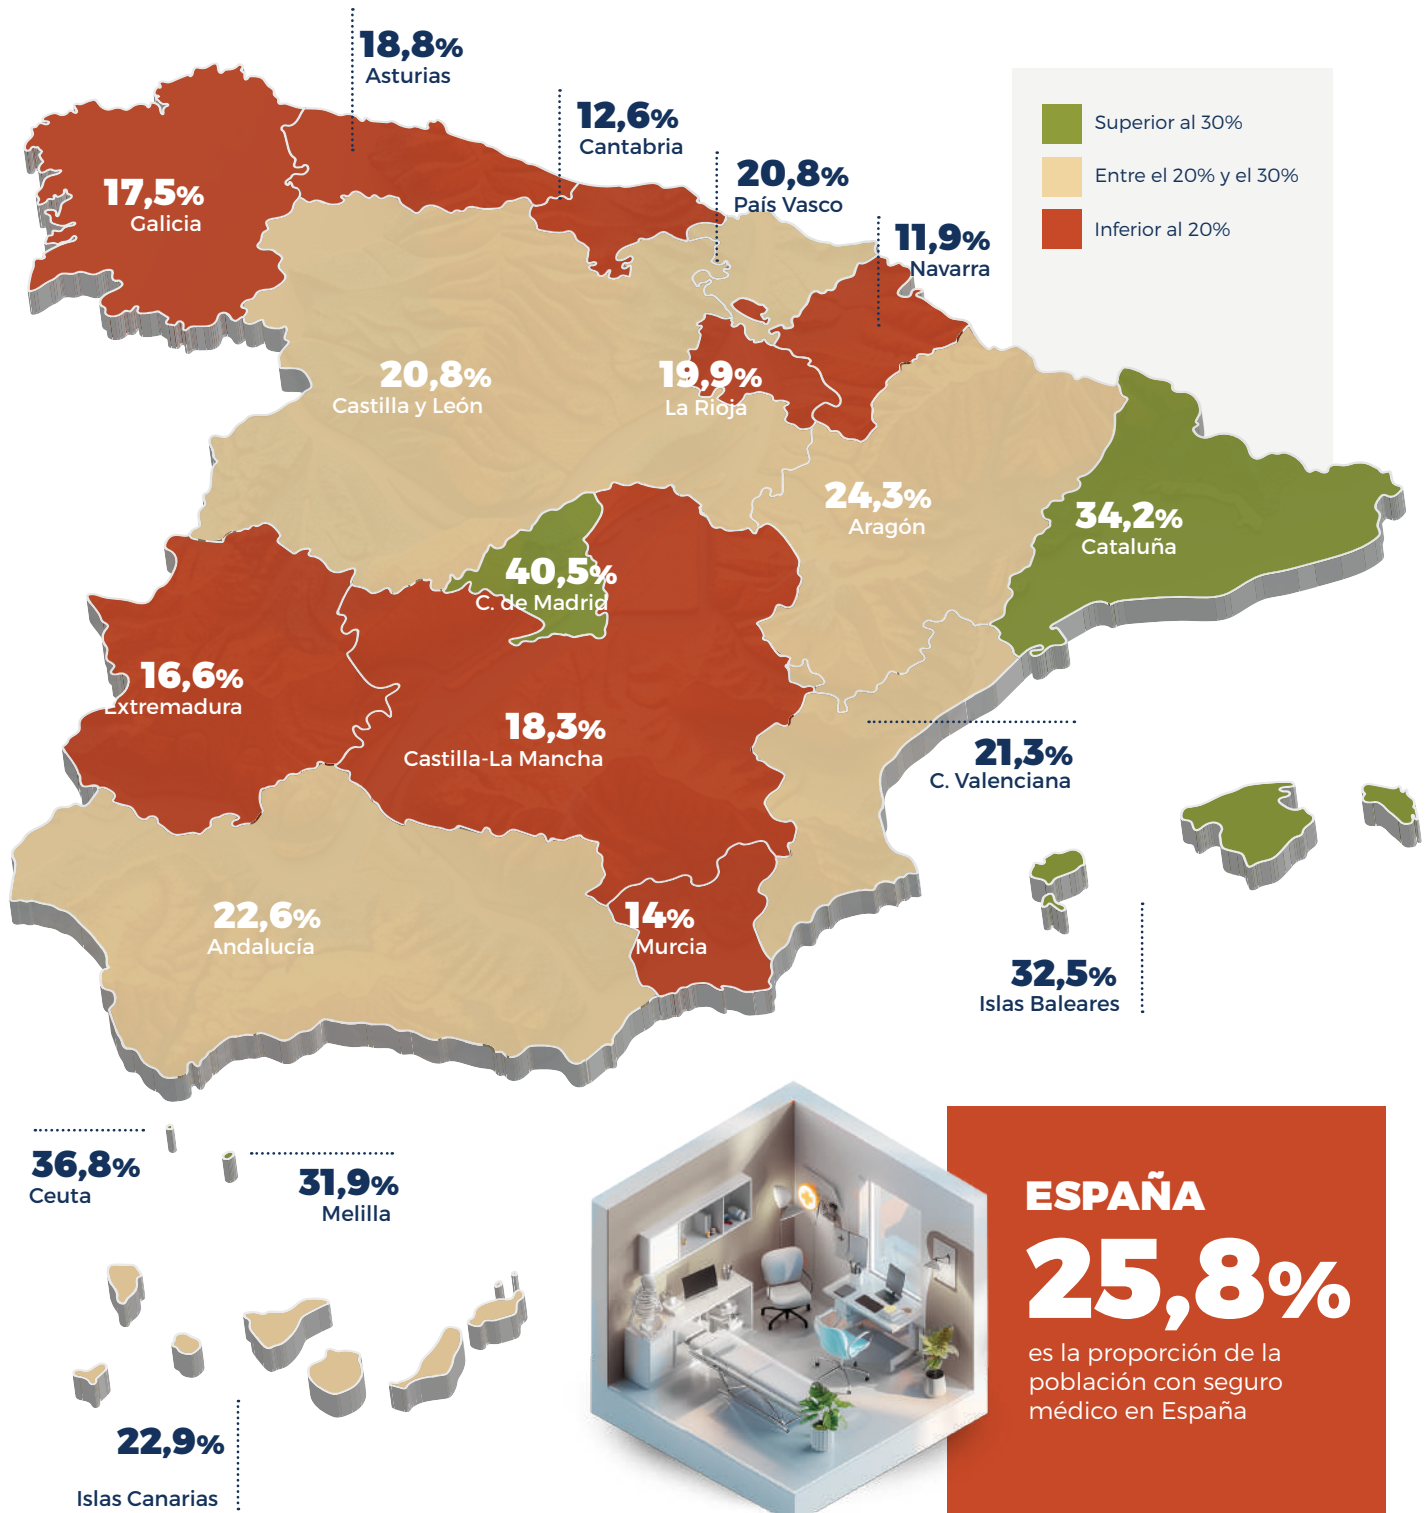 18,8%
Asturias
12,6%
Cantabria
20,8%
País Vasco
11,9%
Navarra
Superior al 30%
Entre el 20% y el 30%
Inferior al 20%
17,5%
Galicia
20,8%
Castilla y León
19,9%
La Rioja
24,3%
Aragón
34,2%
Cataluña
40,5%
C. de Madrid
16,6%
Extremadura
18,3%
Castilla-La Mancha
21,3%
C. Valenciana
22,6%
Andalucía
14%
Murcia
32,5%
Islas Baleares
36,8%
Ceuta
31,9%
Melilla
22,9%
Islas Canarias
ESPAÑA
25,8%
es la proporción de la
población con seguro
médico en España